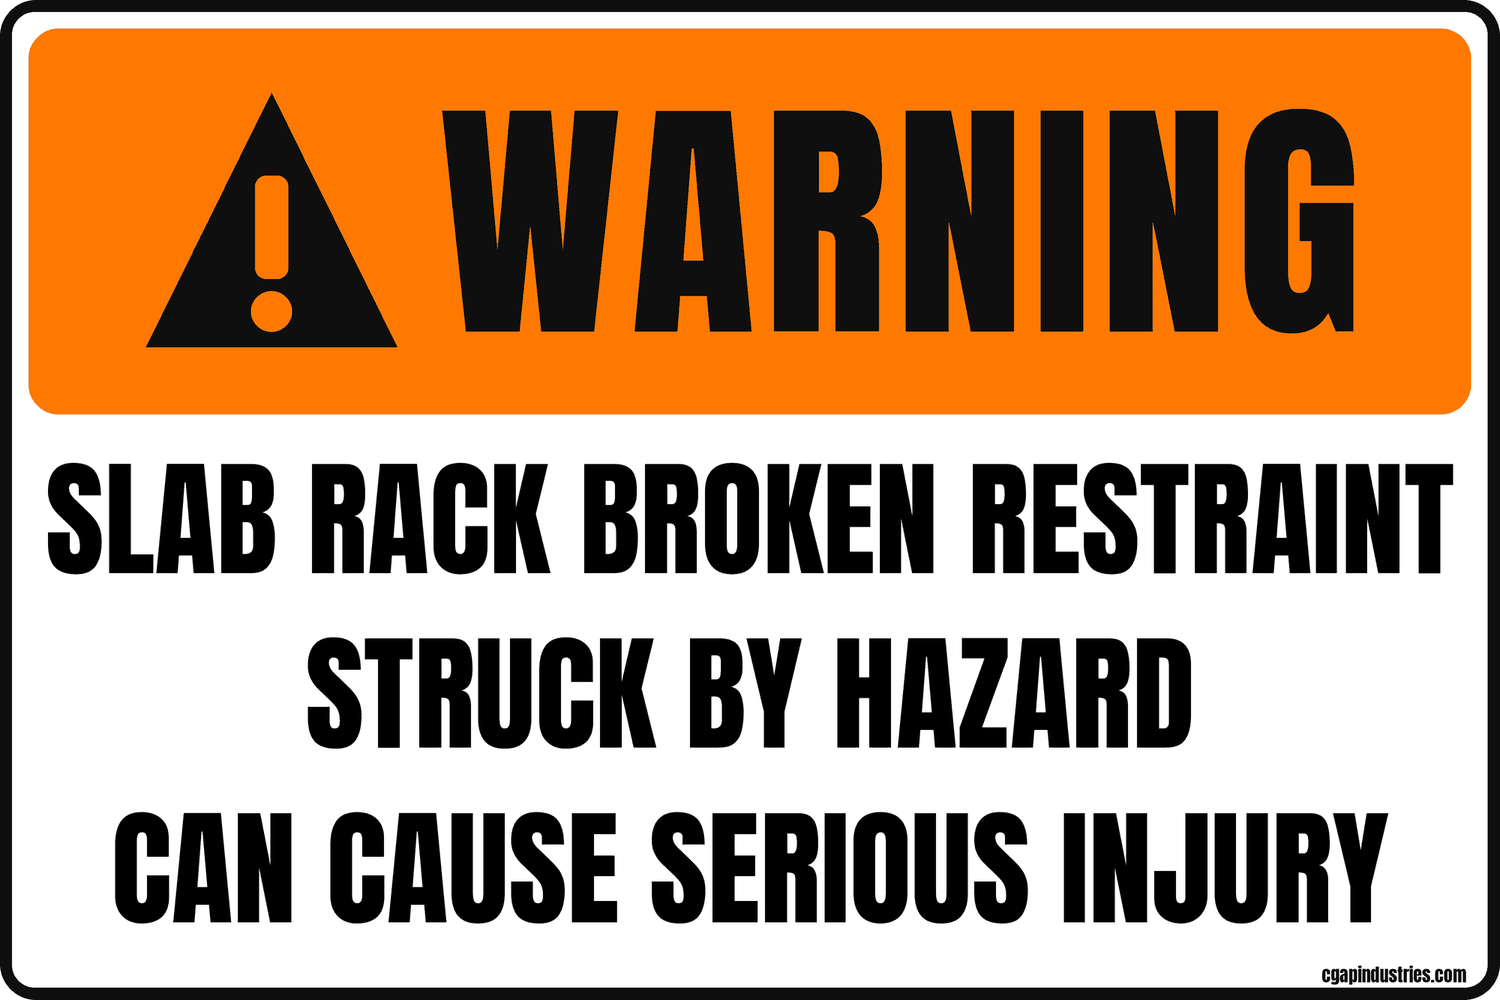 WARNING
SLAB RACK BROKEN RESTRAINT
STRUCK BY HAZARD
CAN CAUSE SERIOUS INJURY
cgapindustries.com